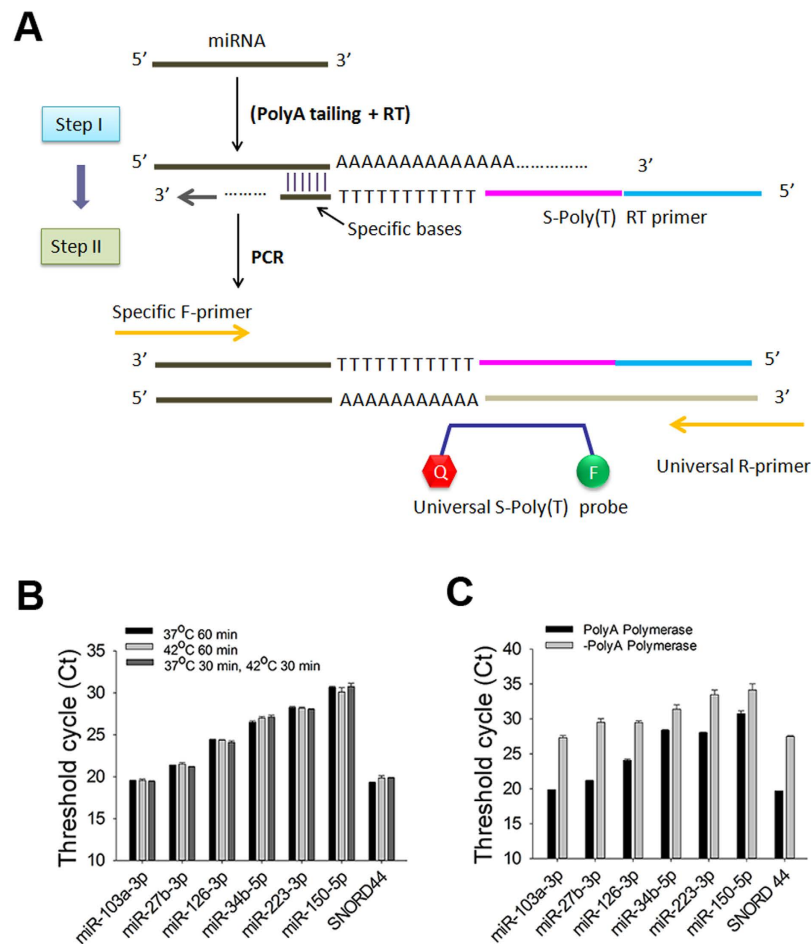 A
miRNA
5’ 3’
(PolyA tailing + RT)
Step I
5’ AAAAAAAAAAAAAA............... 3’
3’ ......... TTTTTTTTTTT 5’
S-Poly(T) RT primer
Specific bases
Step II
PCR
Specific F-primer
3’ TTTTTTTTTTT 5’
5’ AAAAAAAAAAA 3’
Q F
Universal R-primer
Universal S-Poly(T) probe
B
37°C 60 min
42°C 60 min
37°C 30 min, 42°C 30 min
Threshold cycle (Ct)
35
30
25
20
15
10
miR-103a-3p
miR-27b-3p
miR-126-3p
miR-34b-5p
miR-223-3p
miR-150-5p
SNORD44
C
PolyA Polymerase
-PolyA Polymerase
Threshold cycle (Ct)
40
35
30
25
20
15
10
miR-103a-3p
miR-27b-3p
miR-126-3p
miR-34b-5p
miR-223-3p
miR-150-5p
SNORD 44